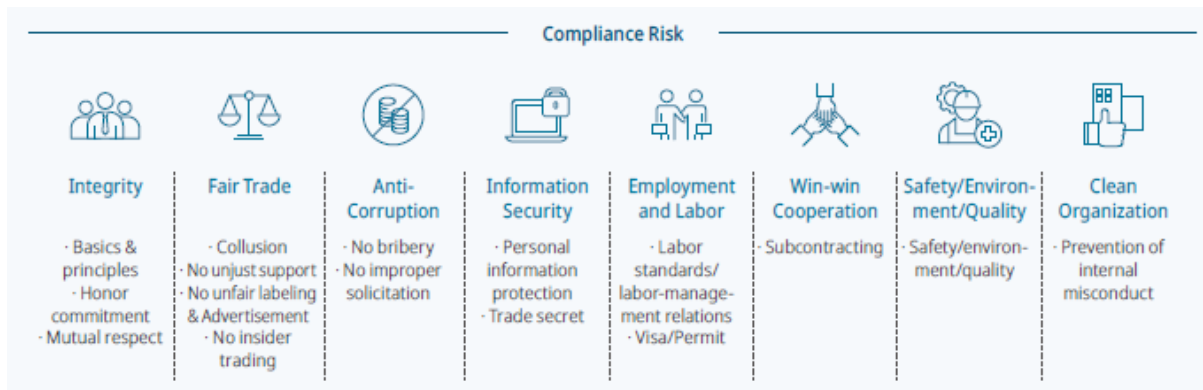 Compliance Risk
Integrity
· Basics &
principles
· Honor
commitment
· Mutual respect
Fair Trade
· Collusion
· No unjust support
· No unfair labeling
& Advertisement
· No insider
trading
Anti-
Corruption
· No bribery
· No improper
solicitation
Information
Security
· Personal
information
protection
· Trade secret
Employment
and Labor
· Labor
standards/
labor-manage-
ment relations
· Visa/Permit
Win-win
Cooperation
· Subcontracting
Safety/Environ-
ment/Quality
· Safety/environ-
ment/quality
Clean
Organization
· Prevention of
internal
misconduct